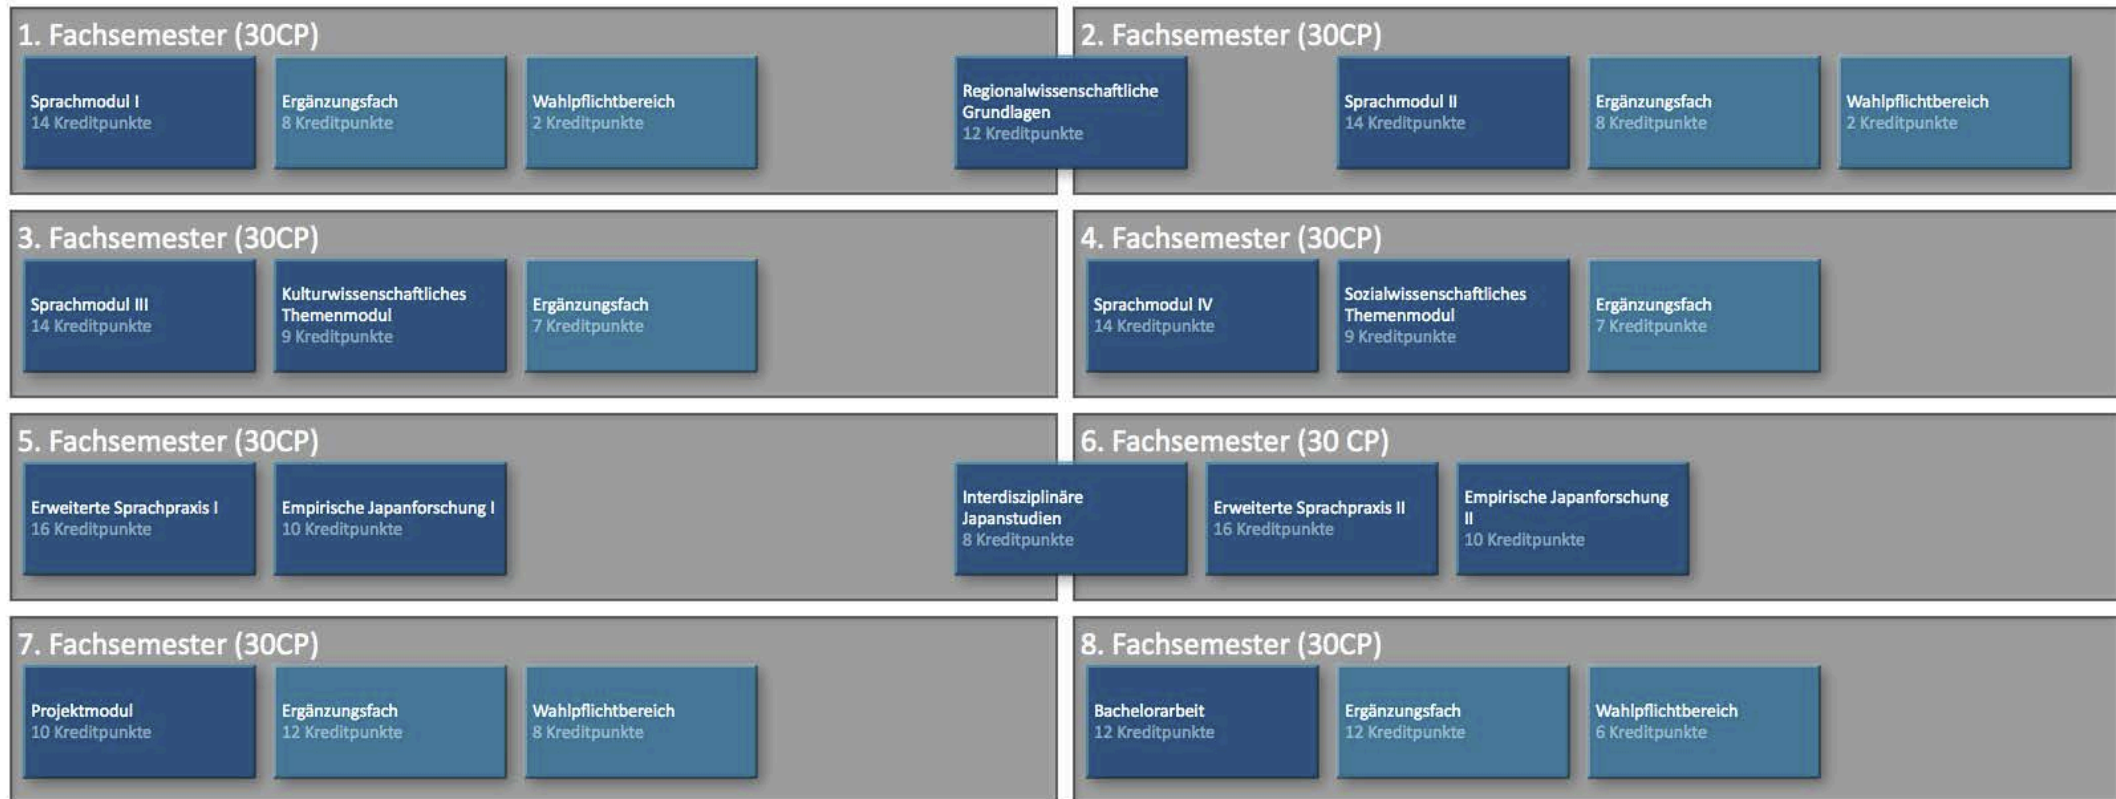 1. Fachsemester (30CP)
Sprachmodul I
14 Kreditpunkte
Ergänzungsfach
8 Kreditpunkte
Wahlpflichtbereich
2 Kreditpunkte
Regionalwissenschaftliche
Grundlagen
12 Kreditpunkte
2. Fachsemester (30CP)
Sprachmodul II
14 Kreditpunkte
Ergänzungsfach
8 Kreditpunkte
Wahlpflichtbereich
2 Kreditpunkte
3. Fachsemester (30CP)
Sprachmodul III
14 Kreditpunkte
Kulturwissenschaftliches
Themenmodul
9 Kreditpunkte
Ergänzungsfach
7 Kreditpunkte
4. Fachsemester (30CP)
Sprachmodul IV
14 Kreditpunkte
Sozialwissenschaftliches
Themenmodul
9 Kreditpunkte
Ergänzungsfach
7 Kreditpunkte
5. Fachsemester (30CP)
Erweiterte Sprachpraxis I
16 Kreditpunkte
Empirische Japanforschung I
10 Kreditpunkte
Interdisziplinäre
Japanstudien
8 Kreditpunkte
6. Fachsemester (30 CP)
Erweiterte Sprachpraxis II
16 Kreditpunkte
Empirische Japanforschung
II
10 Kreditpunkte
7. Fachsemester (30CP)
Projektmodul
10 Kreditpunkte
Ergänzungsfach
12 Kreditpunkte
Wahlpflichtbereich
8 Kreditpunkte
8. Fachsemester (30CP)
Bachelorarbeit
12 Kreditpunkte
Ergänzungsfach
12 Kreditpunkte
Wahlpflichtbereich
6 Kreditpunkte